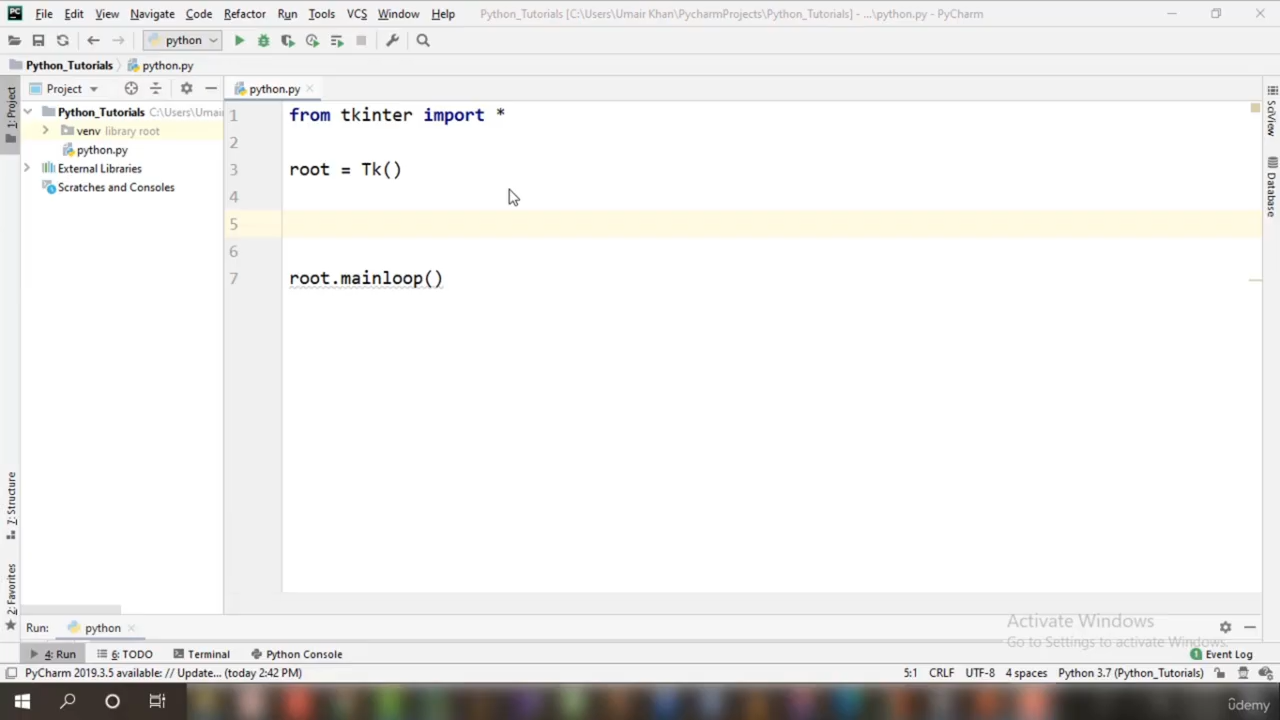 PC File Edit View Navigate Code Refactor Run Tools VCS Window Help Python_Tutorials [C:\Users\Umair Khan\PycharmProjects\Python_Tutorials] - ...\python.py - PyCharm
python
Python_Tutorials python.py
1: Project
Project
python.py
Python_Tutorials C:\Users\Umai
venv library root
python.py
External Libraries
Scratches and Consoles
1 from tkinter import *
2
3 root = Tk()
4
5
6
7 root.mainloop()
SciView
Database
7: Structure
2: Favorites
Run: python
Activate Windows
Go to Settings to activate Windows.
4: Run 6: TODO Terminal Python Console 1 Event Log
PyCharm 2019.3.5 available: // Update... (today 2:42 PM) 5:1 CRLF UTF-8 4 spaces Python 3.7 (Python_Tutorials)
ûdemy